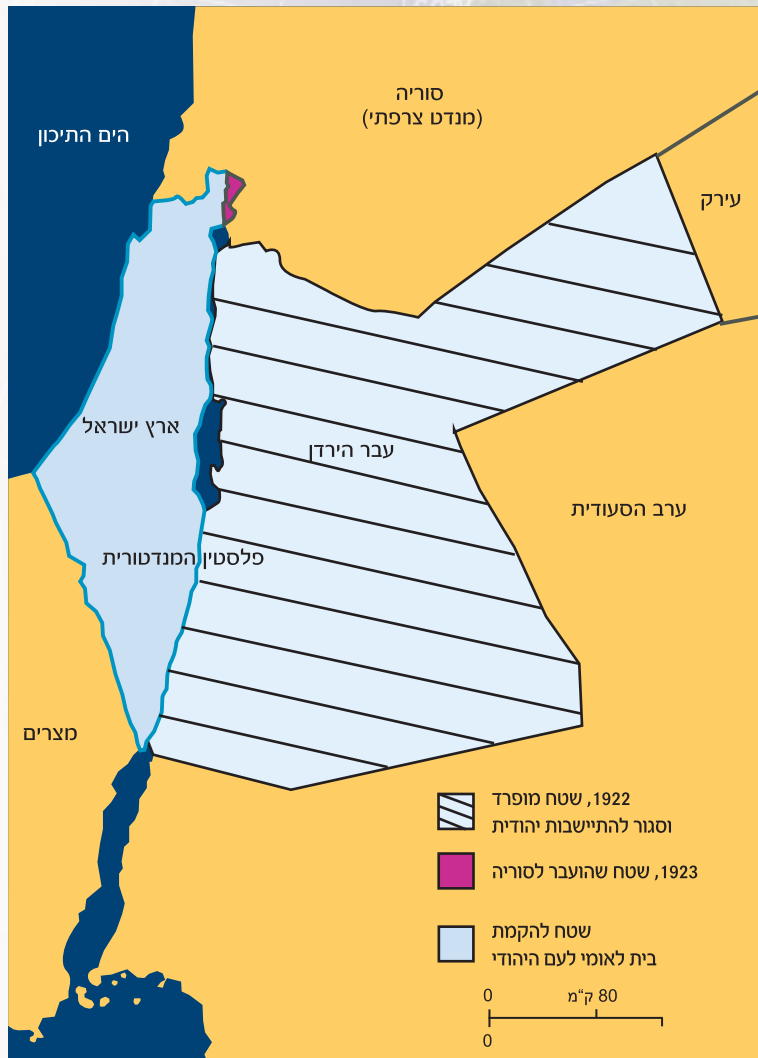 סוריה
(מנדט צרפתי)
הים התיכון
עירק
ארץ ישראל
עבר הירדן
ערב הסעודית
פלסטין המנדטורית
מצרים
1922, שטח מופרד
וסגור להתיישבות יהודית
1923, שטח שהועבר לסוריה
שטח להקמת
בית לאומי לעם היהודי
0 80 ק"מ
0